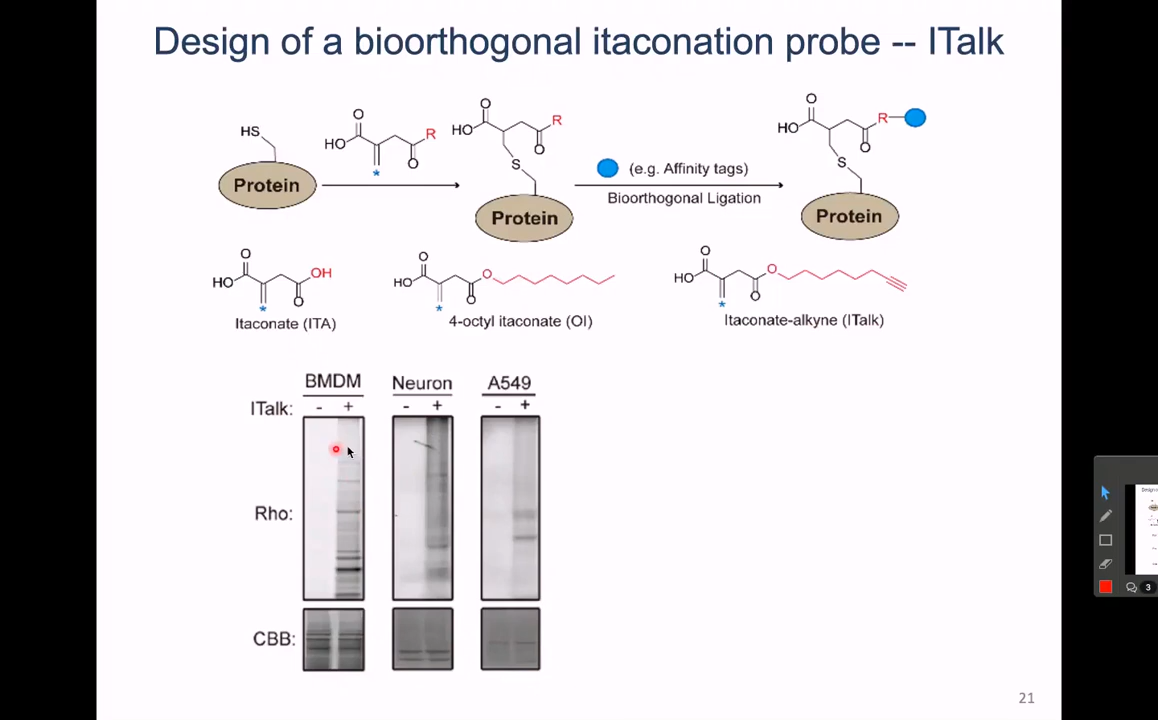 Design of a bioorthogonal itaconation probe -- ITalk
HS
Protein
O
HO
R
O
*
O
HO
R
O
S
Protein
(e.g. Affinity tags)
Bioorthogonal Ligation
O
HO
R
O
S
Protein
O
HO
OH
O
*
Itaconate (ITA)
O
HO
O
O
*
4-octyl itaconate (OI)
O
HO
O
O
*
Itaconate-alkyne (ITalk)
BMDM
Neuron
A549
ITalk: - + - + - +
Rho:
CBB:
21
3